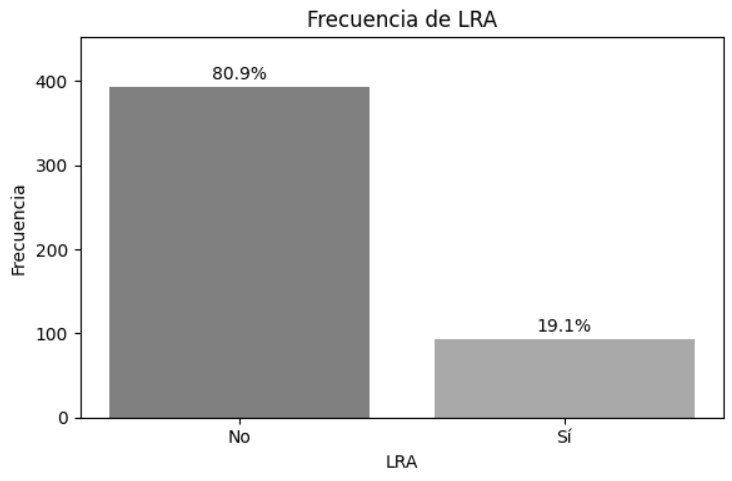 Frecuencia de LRA
80.9%
19.1%
400
300
200
100
0
Frecuencia
No
Sí
LRA